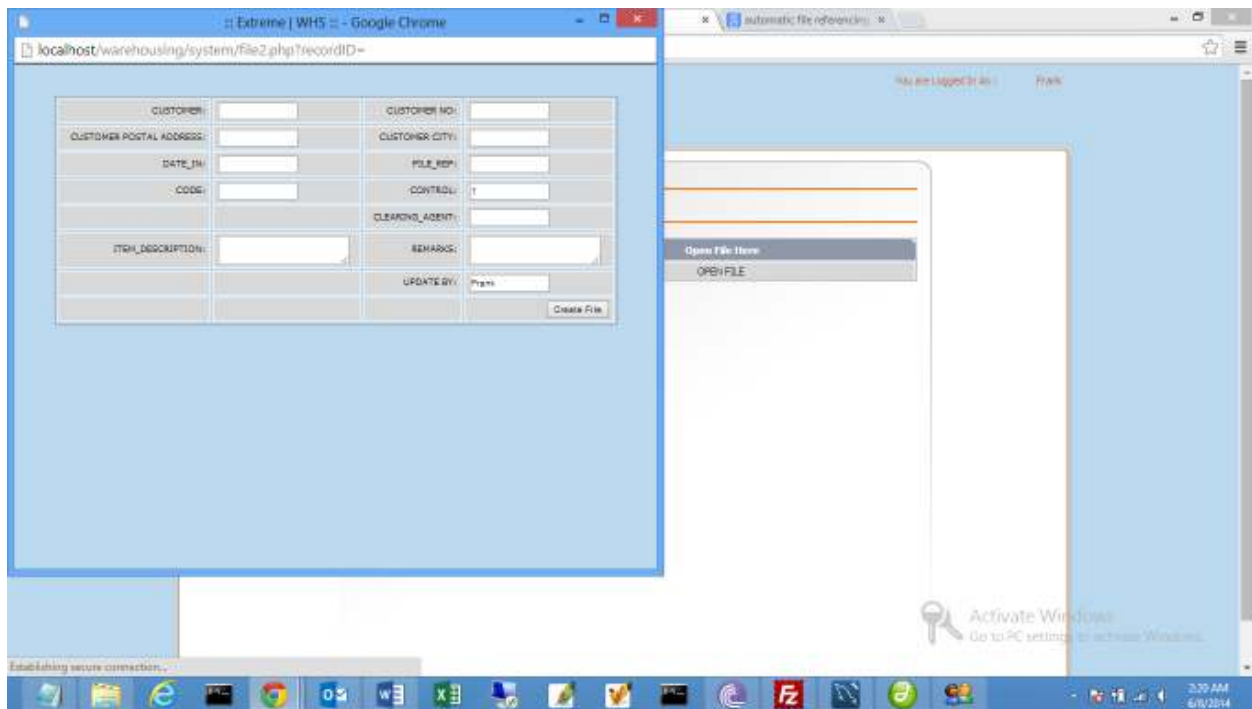 :: Extreme | WHS :: - Google Chrome
automatic file referencing
localhost/warehousing/system/file2.php?recordID=
You are Logged In As : Frank
CUSTOMER: CUSTOMER NO:
CUSTOMER POSTAL ADDRESS: CUSTOMER CITY:
DATE_IN: FILE_REF:
CODE: CONTROL:
CLEARING_AGENT:
ITEM_DESCRIPTION: REMARKS:
UPDATE BY: Frank
Create File
Open File Here
OPEN FILE
Activate Windows
Go to PC settings to activate Windows.
Establishing secure connection...
2:20 AM
6/8/2014